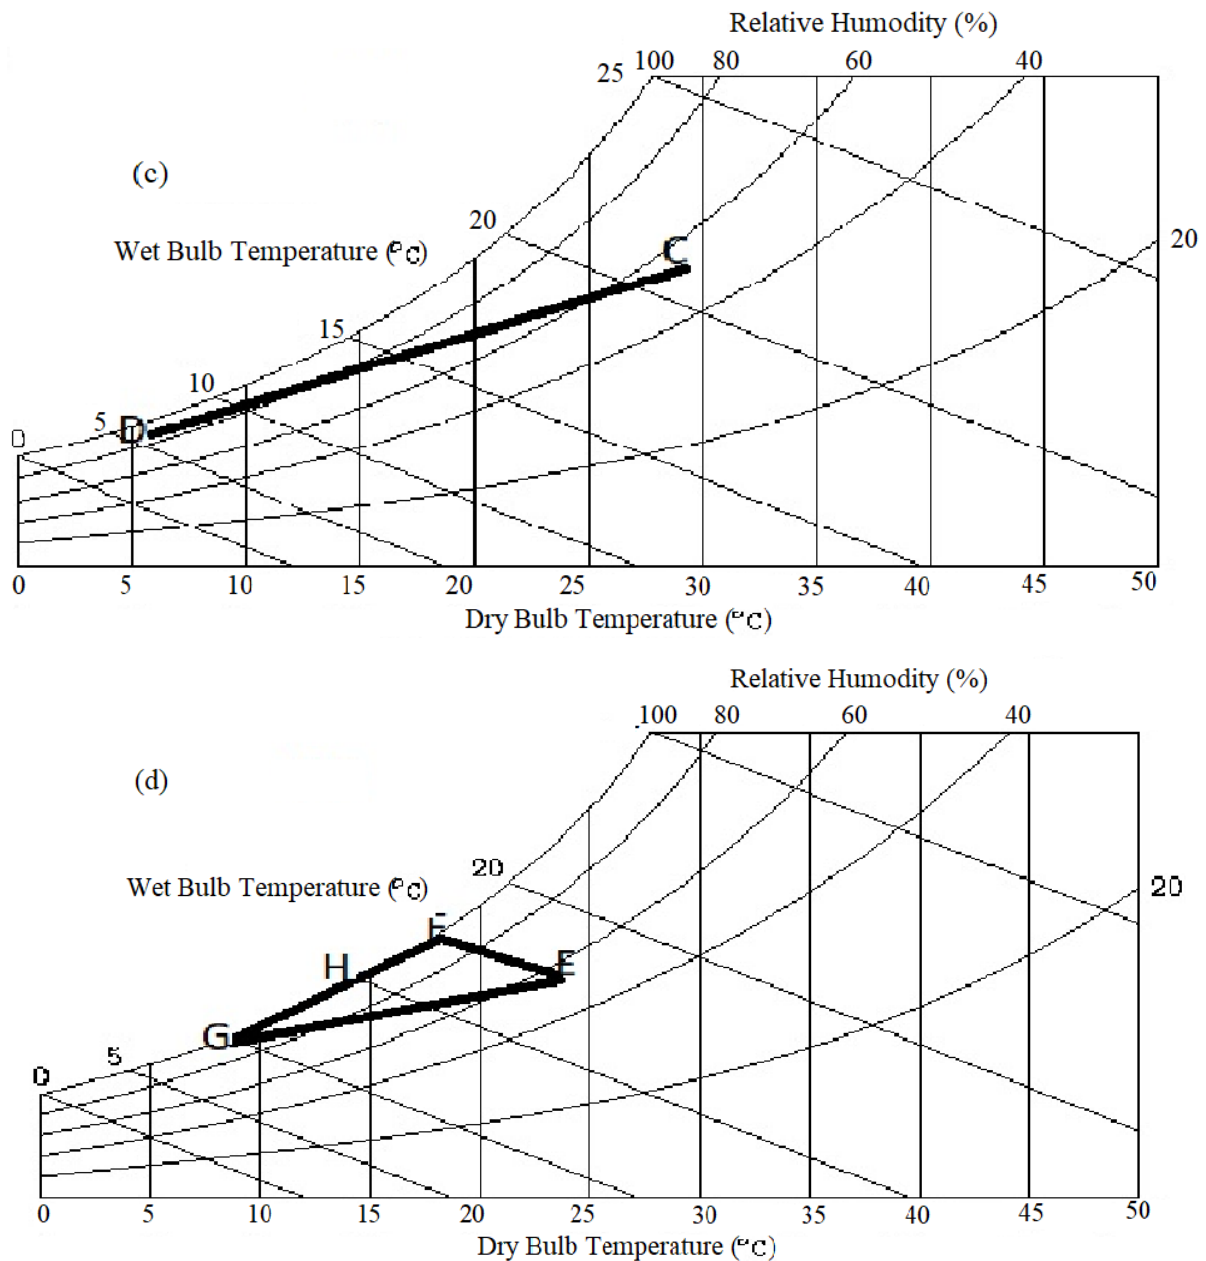 Relative Humodity (%)
25 100 80 60 40
(c)
20
Wet Bulb Temperature (°C)
C
20
15
10
5 D
0
0 5 10 15 20 25 30 35 40 45 50
Dry Bulb Temperature (°C)
Relative Humodity (%)
100 80 60 40
(d)
20
Wet Bulb Temperature (°C)
20
F
H E
G
5
0
0 5 10 15 20 25 30 35 40 45 50
Dry Bulb Temperature (°C)